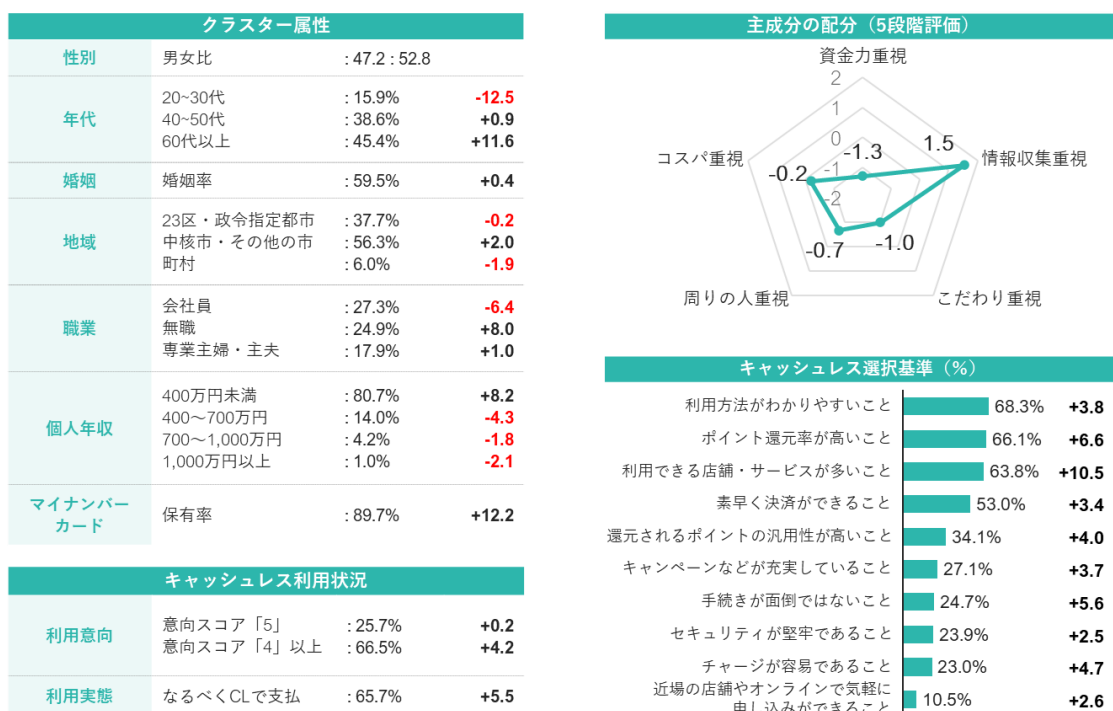 クラスター属性
性別
男女比 : 47.2 : 52.8
年代
20~30代 : 15.9% -12.5
40~50代 : 38.6% +0.9
60代以上 : 45.4% +11.6
婚姻
婚姻率 : 59.5% +0.4
地域
23区・政令指定都市 : 37.7% -0.2
中核市・その他の市 : 56.3% +2.0
町村 : 6.0% -1.9
職業
会社員 : 27.3% -6.4
無職 : 24.9% +8.0
専業主婦・主夫 : 17.9% +1.0
個人年収
400万円未満 : 80.7% +8.2
400〜700万円 : 14.0% -4.3
700〜1,000万円 : 4.2% -1.8
1,000万円以上 : 1.0% -2.1
マイナンバー
カード
保有率 : 89.7% +12.2
キャッシュレス利用状況
利用意向
意向スコア「5」 : 25.7% +0.2
意向スコア「4」以上 : 66.5% +4.2
利用実態
なるべくCLで支払 : 65.7% +5.5
主成分の配分（5段階評価）
資金力重視
2
1
0
-1
-2
-1.3
1.5
情報収集重視
-1.0
こだわり重視
-0.7
周りの人重視
-0.2
コスパ重視
キャッシュレス選択基準（%）
利用方法がわかりやすいこと 68.3% +3.8
ポイント還元率が高いこと 66.1% +6.6
利用できる店舗・サービスが多いこと 63.8% +10.5
素早く決済ができること 53.0% +3.4
還元されるポイントの汎用性が高いこと 34.1% +4.0
キャンペーンなどが充実していること 27.1% +3.7
手続きが面倒ではないこと 24.7% +5.6
セキュリティが堅牢であること 23.9% +2.5
チャージが容易であること 23.0% +4.7
近場の店舗やオンラインで気軽に
申し込みができること 10.5% +2.6